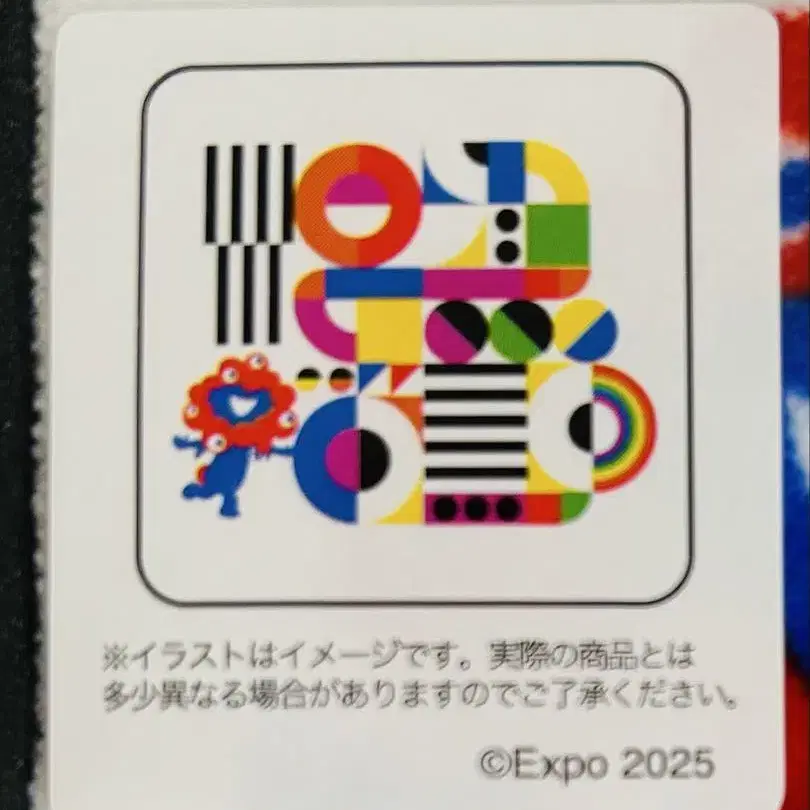 ※イラストはイメージです。実際の商品とは
多少異なる場合がありますのでご了承ください。
©Expo 2025